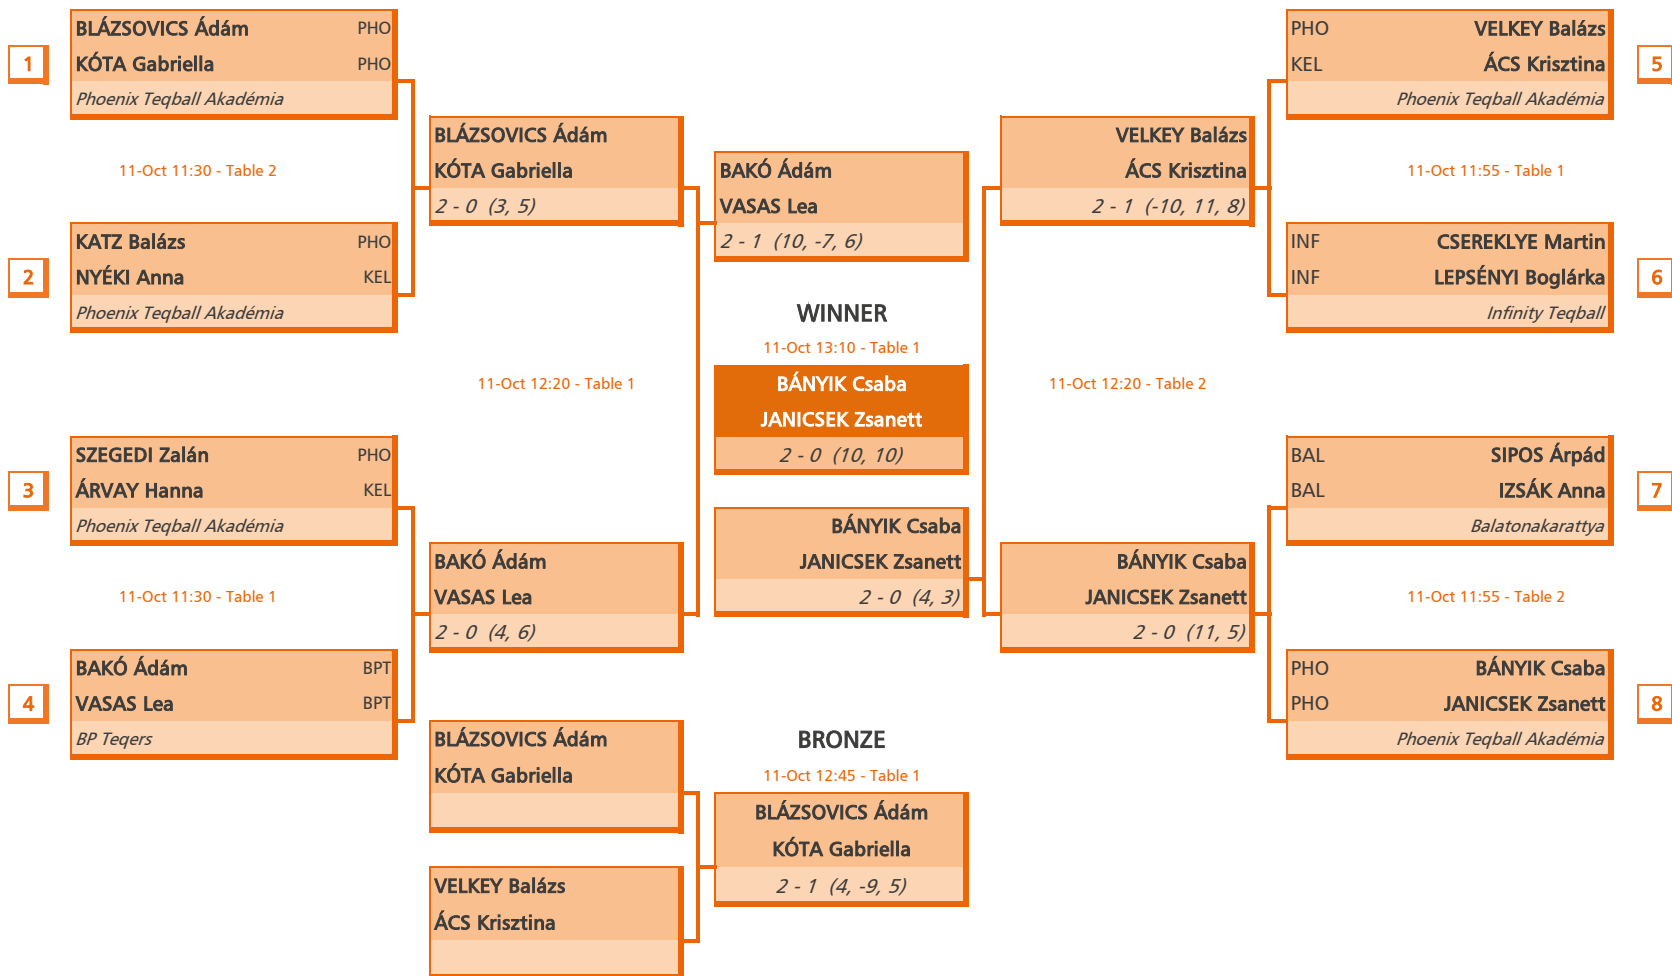 1
BLÁZSOVICS Ádám PHO
KÓTA Gabriella PHO
Phoenix Teqball Akadémia
11-Oct 11:30 - Table 2
2
KATZ Balázs PHO
NYÉKI Anna KEL
Phoenix Teqball Akadémia
3
SZEGEDI Zalán PHO
ÁRVAY Hanna KEL
Phoenix Teqball Akadémia
11-Oct 11:30 - Table 1
4
BAKÓ Ádám BPT
VASAS Lea BPT
BP Teqers
BLÁZSOVICS Ádám
KÓTA Gabriella
2 - 0 (3, 5)
11-Oct 12:20 - Table 1
BAKÓ Ádám
VASAS Lea
2 - 0 (4, 6)
BAKÓ Ádám
VASAS Lea
2 - 1 (10, -7, 6)
WINNER
11-Oct 13:10 - Table 1
BÁNYIK Csaba
JANICSEK Zsanett
2 - 0 (10, 10)
BÁNYIK Csaba
JANICSEK Zsanett
2 - 0 (4, 3)
VELKEY Balázs
ÁCS Krisztina
2 - 1 (-10, 11, 8)
11-Oct 12:20 - Table 2
BÁNYIK Csaba
JANICSEK Zsanett
2 - 0 (11, 5)
PHO VELKEY Balázs
KEL ÁCS Krisztina
Phoenix Teqball Akadémia
5
11-Oct 11:55 - Table 1
INF CSEREKLYE Martin
INF LEPSÉNYI Boglárka
Infinity Teqball
6
BAL SIPOS Árpád
BAL IZSÁK Anna
Balatonakarattya
7
11-Oct 11:55 - Table 2
PHO BÁNYIK Csaba
PHO JANICSEK Zsanett
Phoenix Teqball Akadémia
8
BLÁZSOVICS Ádám
KÓTA Gabriella
VELKEY Balázs
ÁCS Krisztina
BRONZE
11-Oct 12:45 - Table 1
BLÁZSOVICS Ádám
KÓTA Gabriella
2 - 1 (4, -9, 5)